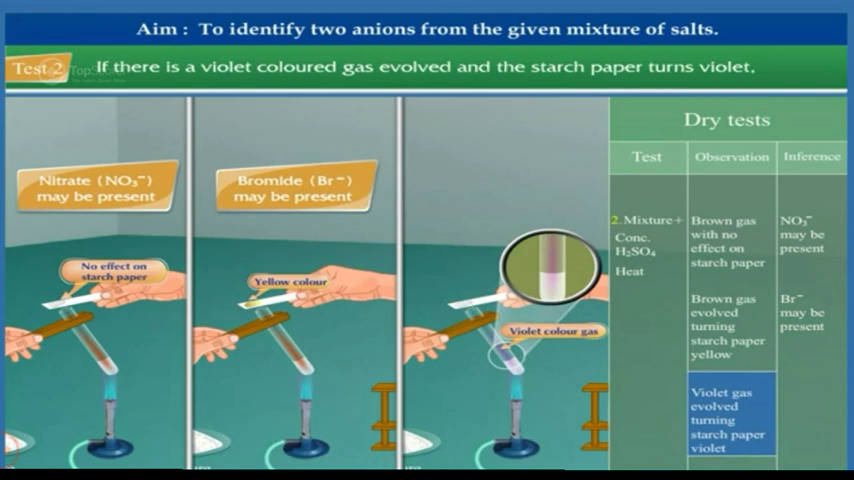 Aim : To identify two anions from the given mixture of salts.
Test 2
If there is a violet coloured gas evolved and the starch paper turns violet,
Nitrate (NO₃⁻)
may be present
No effect on
starch paper
Bromide (Br⁻)
may be present
Yellow colour
Violet colour gas
Dry tests
Test
Observation
Inference
2. Mixture +
Conc.
H₂SO₄
Heat
Brown gas
with no
effect on
starch paper
NO₃⁻
may be
present
Brown gas
evolved
turning
starch paper
yellow
Br⁻
may be
present
Violet gas
evolved
turning
starch paper
violet